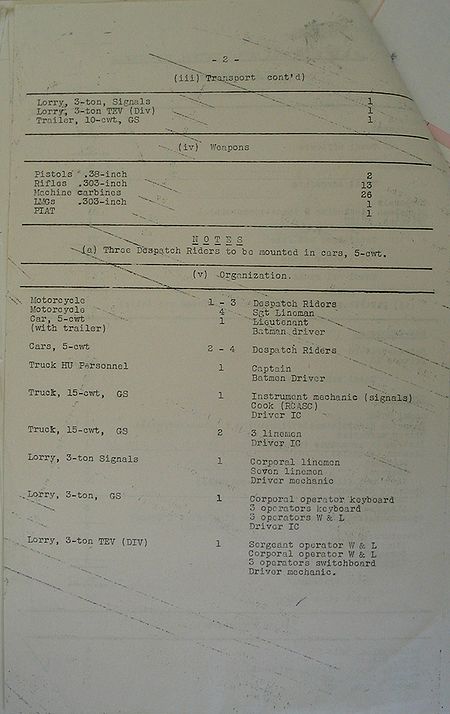 - 2 -
(iii) Transport cont'd)
Lorry, 3-ton, Signals 1
Lorry, 3-ton TEV (Div) 1
Trailer, 10-cwt, GS 1
(iv) Weapons
Pistols .38-inch 2
Rifles .303-inch 13
Machine carbines 26
LMGs .303-inch 1
PIAT 1
N O T E S
(a) Three Despatch Riders to be mounted in cars, 5-cwt.
(v) Organization.
Motorcycle 1 - 3 Despatch Riders
Motorcycle 4 Sgt Lineman
Car, 5-cwt 1 Lieutenant
(with trailer) Batman driver
Cars, 5-cwt 2 - 4 Despatch Riders
Truck HU Personnel 1 Captain
Batmen Driver
Truck, 15-cwt, GS 1 Instrument mechanic (signals)
Cook (RCASC)
Driver IC
Truck, 15-cwt, GS 2 3 linemen
Driver IC
Lorry, 3-ton Signals 1 Corporal linemen
Seven linemen
Driver mechanic
Lorry, 3-ton, GS 1 Corporal operator keyboard
3 operators keyboard
3 operators W & L
Driver IC
Lorry, 3-ton TEV (DIV) 1 Sergeant operator W & L
Corporal operator W & L
3 operators switchboard
Driver mechanic.